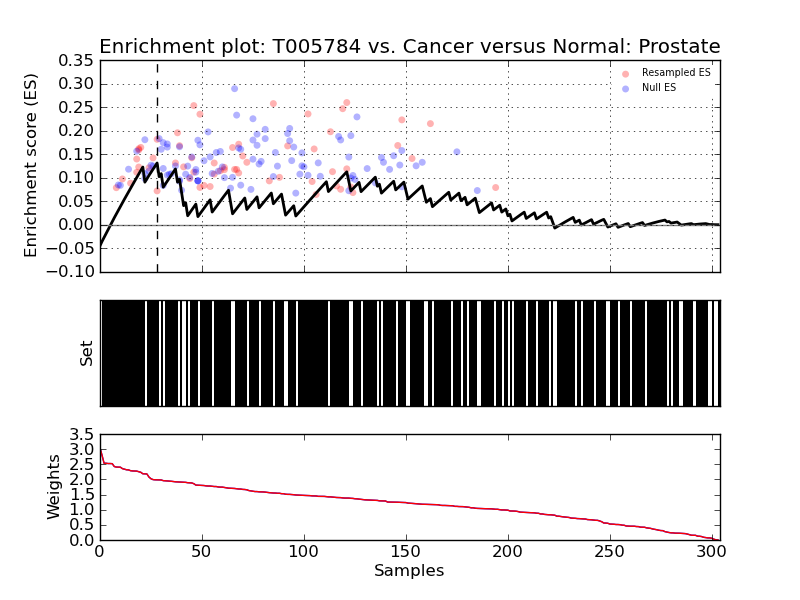 Enrichment plot: T005784 vs. Cancer versus Normal: Prostate
0.35
0.30
0.25
0.20
0.15
0.10
0.05
0.00
−0.05
−0.10
Enrichment score (ES)
Resampled ES
Null ES
Set
3.5
3.0
2.5
2.0
1.5
1.0
0.5
0.0
Weights
0 50 100 150 200 250 300
Samples